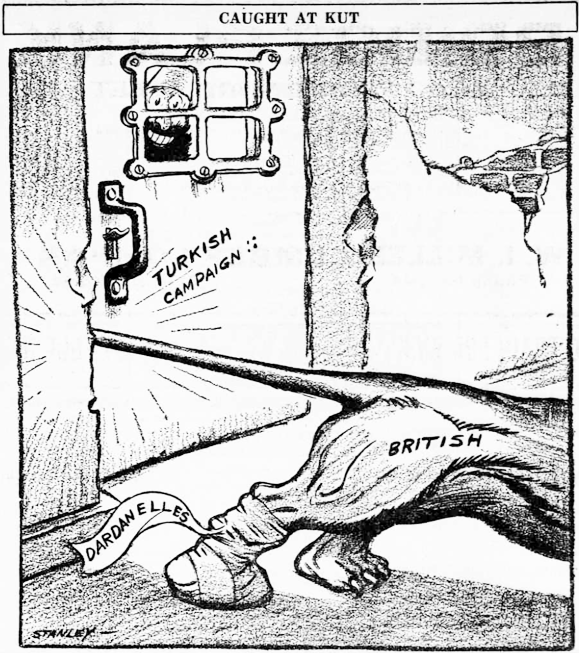 CAUGHT AT KUT
TURKISH
CAMPAIGN ::
BRITISH
DARDANELLES
STANLEY